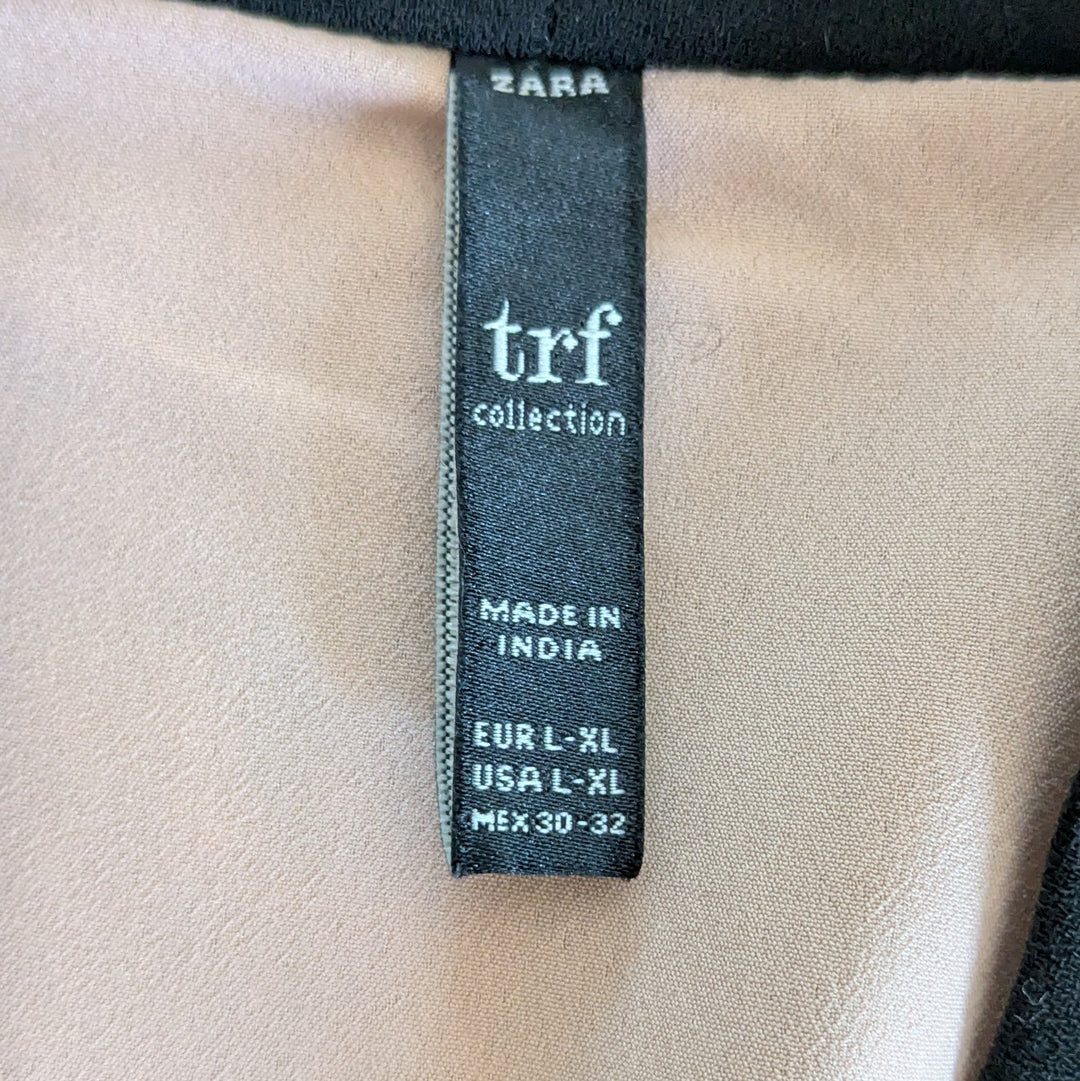 ZARA
trf
collection
MADE IN
INDIA
EUR L-XL
USA L-XL
MEX 30-32